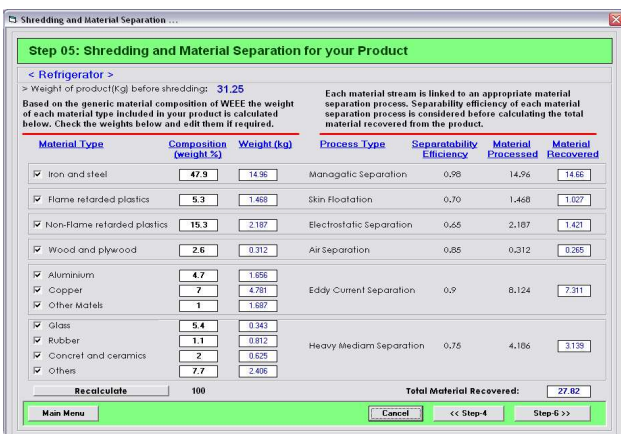 Shredding and Material Separation ...
Step 05: Shredding and Material Separation for your Product
< Refrigerator >
> Weight of product(Kg) before shredding: 31.25
Based on the generic material composition of WEEE the weight
of each material type included in your product is calculated
below. Check the weights below and edit them if required.
Each material stream is linked to an appropriate material
separation process. Separability efficiency of each material
separation process is considered before calculating the total
material recovered from the product.
Material Type Composition (weight %) Weight (kg) Process Type Separatability Efficiency Material Processed Material Recovered
Iron and steel 47.9 14.96 Managatic Separation 0.98 14.96 14.66
Flame retarded plastics 5.3 1.468 Skin Floatation 0.70 1.468 1.027
Non-Flame retarded plastics 15.3 2.187 Electrostatic Separation 0.65 2.187 1.421
Wood and plywood 2.6 0.312 Air Separation 0.85 0.312 0.265
Aluminium 4.7 1.656
Copper 7 4.781 Eddy Current Separation 0.9 8.124 7.311
Other Matels 1 1.687
Glass 5.4 0.343
Rubber 1.1 0.812
Heavy Mediam Separation 0.75 4.186 3.139
Concret and ceramics 2 0.625
Others 7.7 2.406
Recalculate 100 Total Material Recovered: 27.82
Main Menu Cancel << Step-4 Step-6 >>